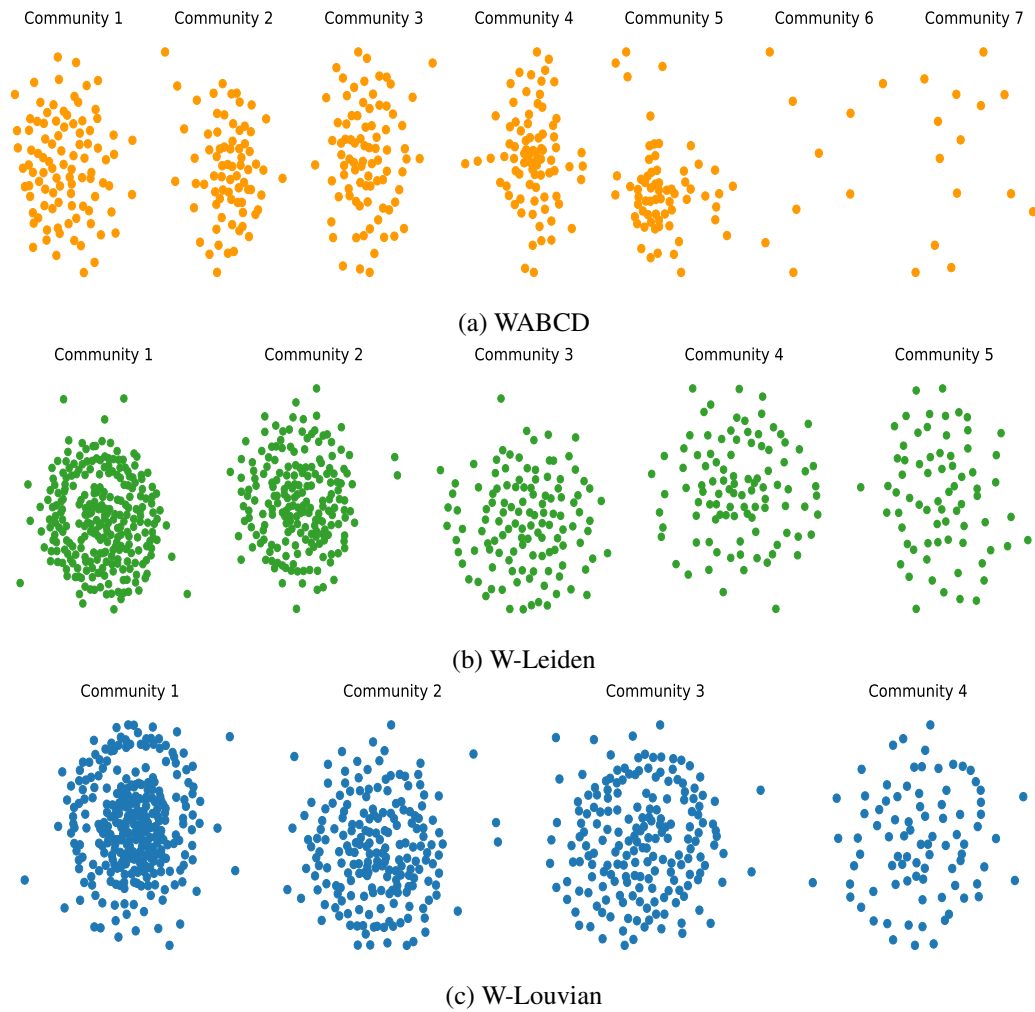 Community 1 Community 2 Community 3 Community 4 Community 5 Community 6 Community 7
(a) WABCD
Community 1 Community 2 Community 3 Community 4 Community 5
(b) W-Leiden
Community 1 Community 2 Community 3 Community 4
(c) W-Louvian